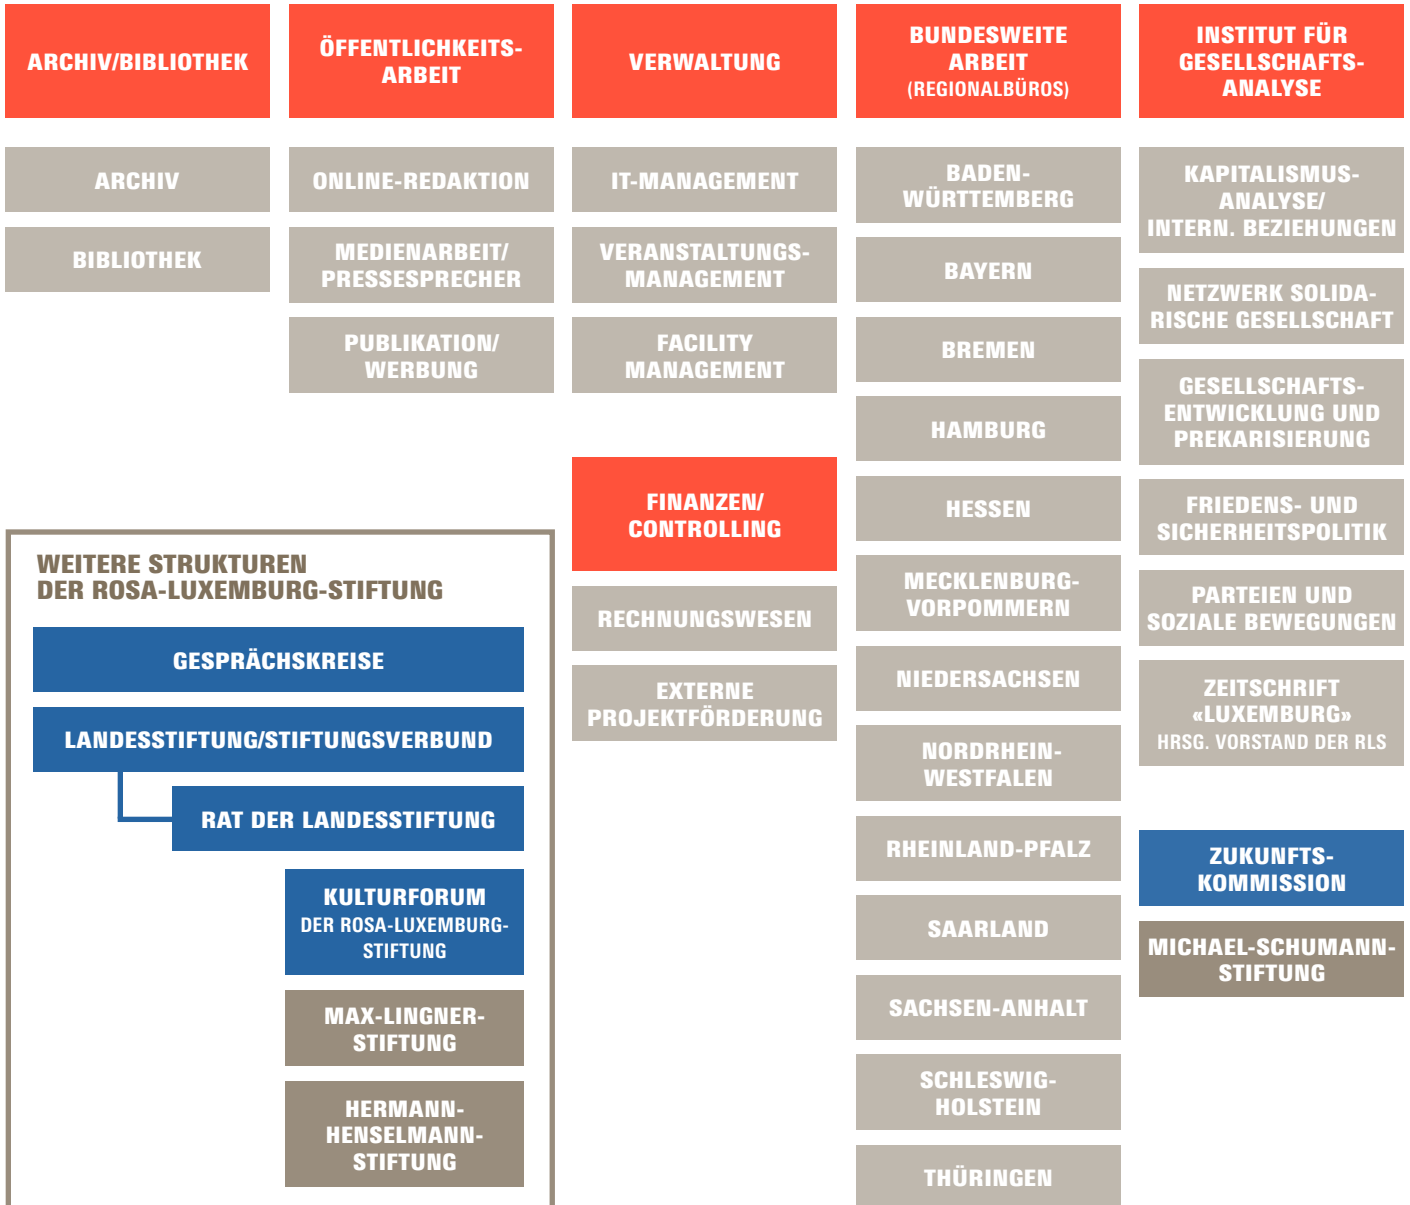 ARCHIV/BIBLIOTHEK
ARCHIV
BIBLIOTHEK
ÖFFENTLICHKEITS-
ARBEIT
ONLINE-REDAKTION
MEDIENARBEIT/
PRESSESPRECHER
PUBLIKATION/
WERBUNG
VERWALTUNG
IT-MANAGEMENT
VERANSTALTUNGS-
MANAGEMENT
FACILITY
MANAGEMENT
FINANZEN/
CONTROLLING
RECHNUNGSWESEN
EXTERNE
PROJEKTFÖRDERUNG
BUNDESWEITE
ARBEIT
(REGIONALBÜROS)
BADEN-
WÜRTTEMBERG
BAYERN
BREMEN
HAMBURG
HESSEN
MECKLENBURG-
VORPOMMERN
NIEDERSACHSEN
NORDRHEIN-
WESTFALEN
RHEINLAND-PFALZ
SAARLAND
SACHSEN-ANHALT
SCHLESWIG-
HOLSTEIN
THÜRINGEN
INSTITUT FÜR
GESELLSCHAFTS-
ANALYSE
KAPITALISMUS-
ANALYSE/
INTERN. BEZIEHUNGEN
NETZWERK SOLIDA-
RISCHE GESELLSCHAFT
GESELLSCHAFTS-
ENTWICKLUNG UND
PREKARISIERUNG
FRIEDENS- UND
SICHERHEITSPOLITIK
PARTEIEN UND
SOZIALE BEWEGUNGEN
ZEITSCHRIFT
«LUXEMBURG»
HRSG. VORSTAND DER RLS
ZUKUNFTS-
KOMMISSION
MICHAEL-SCHUMANN-
STIFTUNG
WEITERE STRUKTUREN
DER ROSA-LUXEMBURG-STIFTUNG
GESPRÄCHSKREISE
LANDESSTIFTUNG/STIFTUNGSVERBUND
RAT DER LANDESSTIFTUNG
KULTURFORUM
DER ROSA-LUXEMBURG-
STIFTUNG
MAX-LINGNER-
STIFTUNG
HERMANN-
HENSELMANN-
STIFTUNG